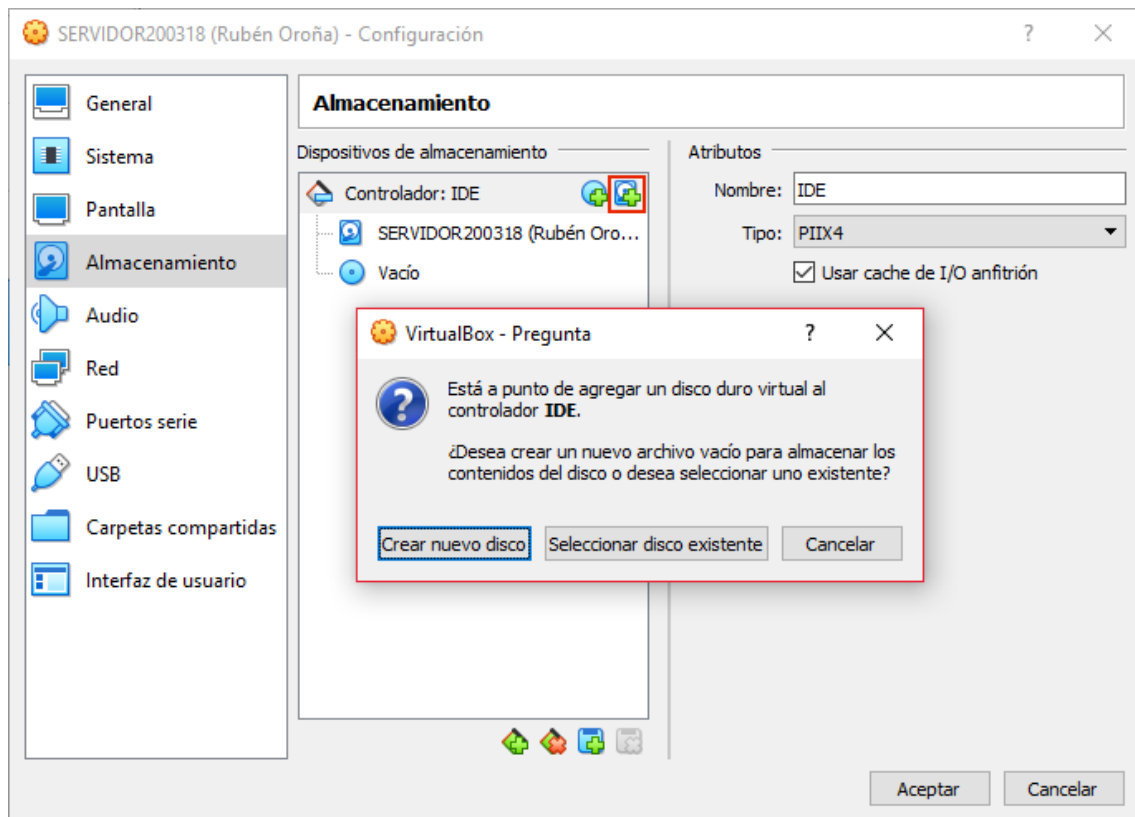 SERVIDOR200318 (Rubén Oroña) - Configuración
?
General
Sistema
Pantalla
Almacenamiento
Audio
Red
Puertos serie
USB
Carpetas compartidas
Interfaz de usuario
Almacenamiento
Dispositivos de almacenamiento
Controlador: IDE
SERVIDOR200318 (Rubén Oro...
Vacío
Atributos
Nombre: IDE
Tipo: PIIX4
Usar cache de I/O anfitrión
VirtualBox - Pregunta
?
Está a punto de agregar un disco duro virtual al
controlador IDE.
¿Desea crear un nuevo archivo vacío para almacenar los
contenidos del disco o desea seleccionar uno existente?
Crear nuevo disco
Seleccionar disco existente
Cancelar
Aceptar
Cancelar